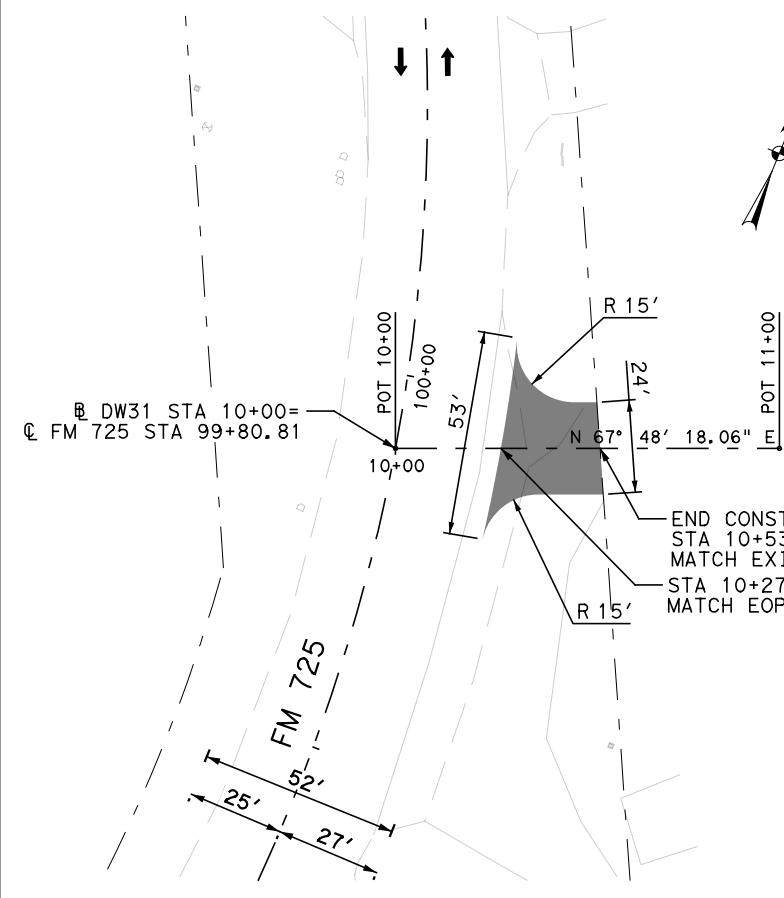 R 15′
POT 10+00
100+00
POT 11+00
24′
53′
B̲L DW31 STA 10+00=
℄ FM 725 STA 99+80.81
N 67° 48′ 18.06" E
10+00
END CONST
STA 10+53
MATCH EXI
STA 10+27
MATCH EOP
R 15′
FM 725
52′
25′
27′